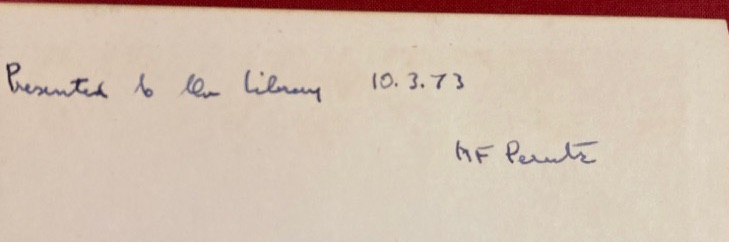 Presented to the Library 10.3.73
MF Perutz